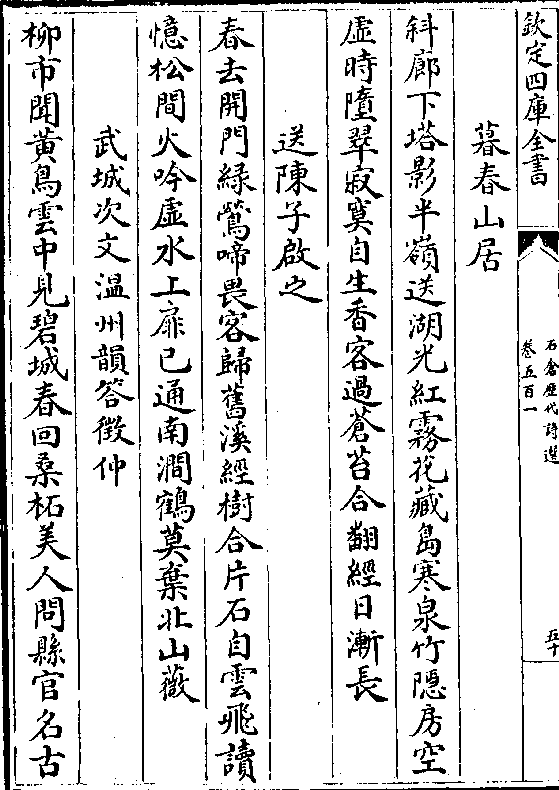 欽定四庫全書
石倉歷代詩選
卷五百一
五十
暮春山居
斜廊下塔影半嶺送湖光紅霧花藏島寒泉竹隱房空
虛時墮翠寂寞自生香客過蒼苔合翻經日漸長
送陳子啟之
春去開門綠鶯啼畏客歸舊溪經樹合片石自雲飛讀
憶松間火吟虛水上扉已通南澗鶴莫棄北山薇
武城次文温州韻答徵仲
柳市聞黃鳥雲中見碧城春回桑柘美人問縣官名古